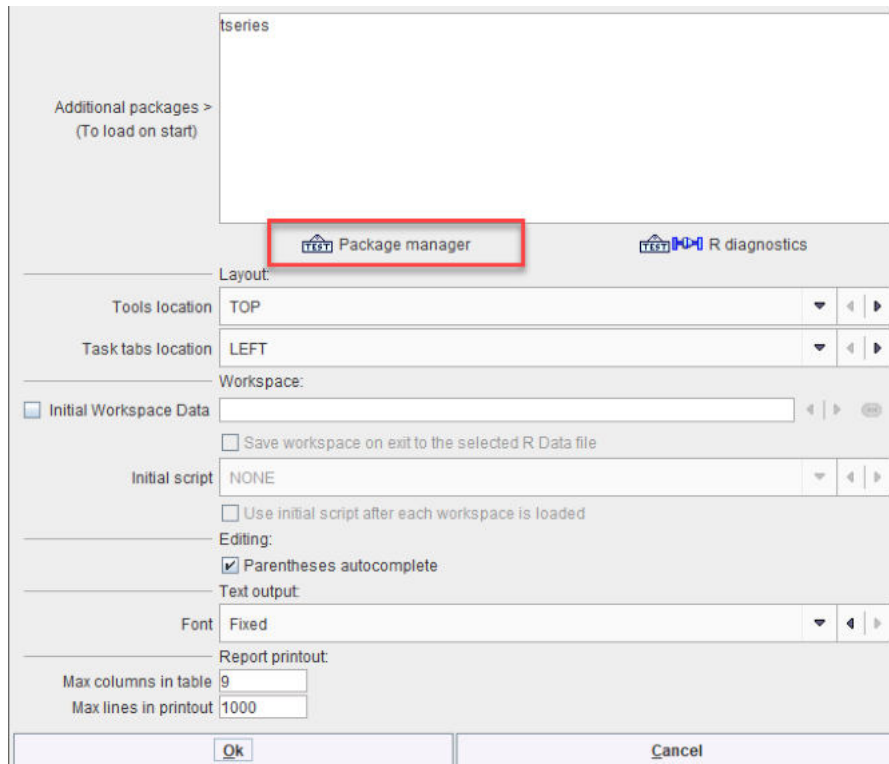 tseries
Additional packages >
(To load on start)
TEST Package manager
TEST R diagnostics
Layout:
Tools location TOP
Task tabs location LEFT
Workspace:
Initial Workspace Data
Save workspace on exit to the selected R Data file
Initial script NONE
Use initial script after each workspace is loaded
Editing:
Parentheses autocomplete
Text output:
Font Fixed
Report printout:
Max columns in table 9
Max lines in printout 1000
Ok Cancel